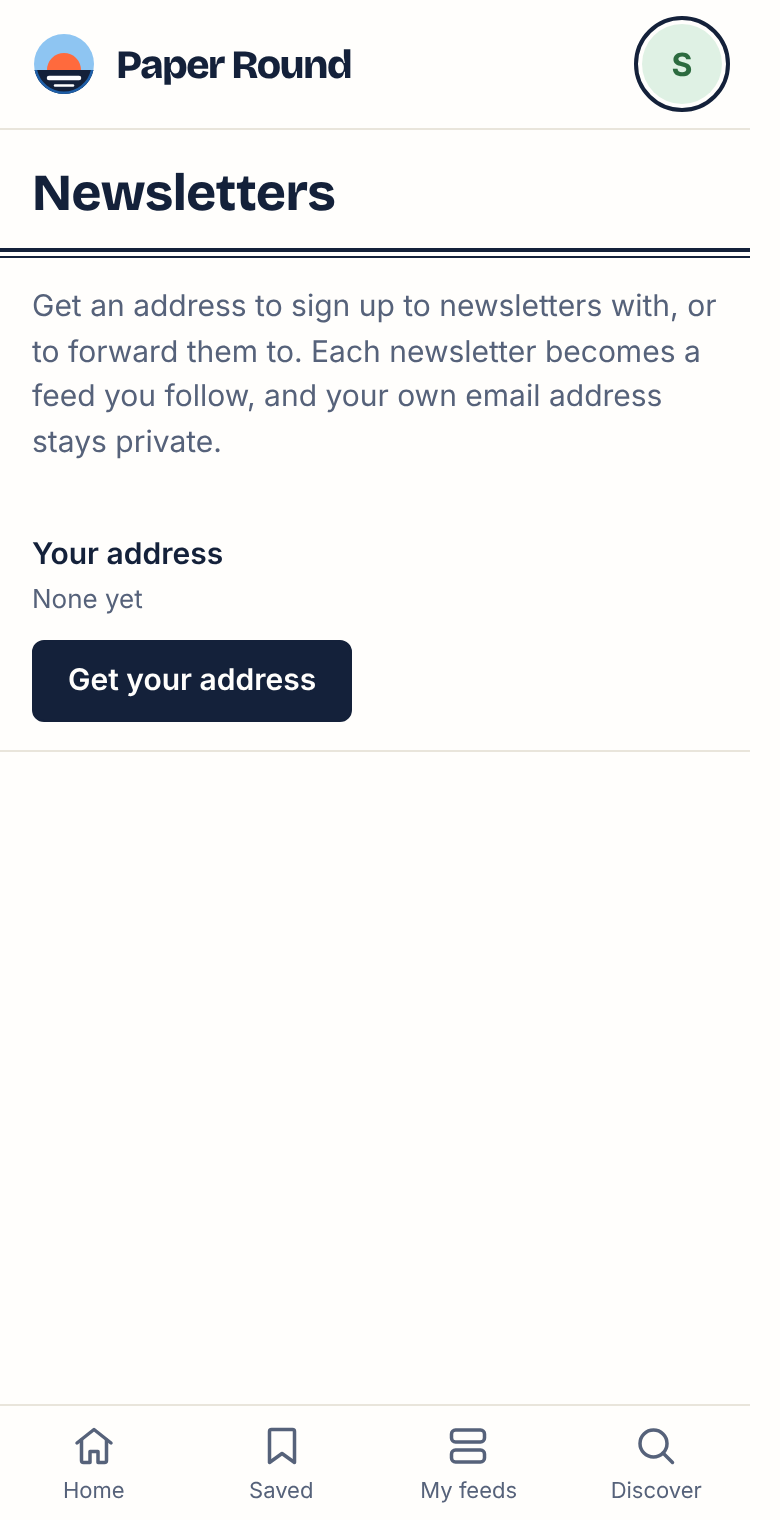 Paper Round
S
Newsletters
Get an address to sign up to newsletters with, or
to forward them to. Each newsletter becomes a
feed you follow, and your own email address
stays private.
Your address
None yet
Get your address
Home
Saved
My feeds
Discover